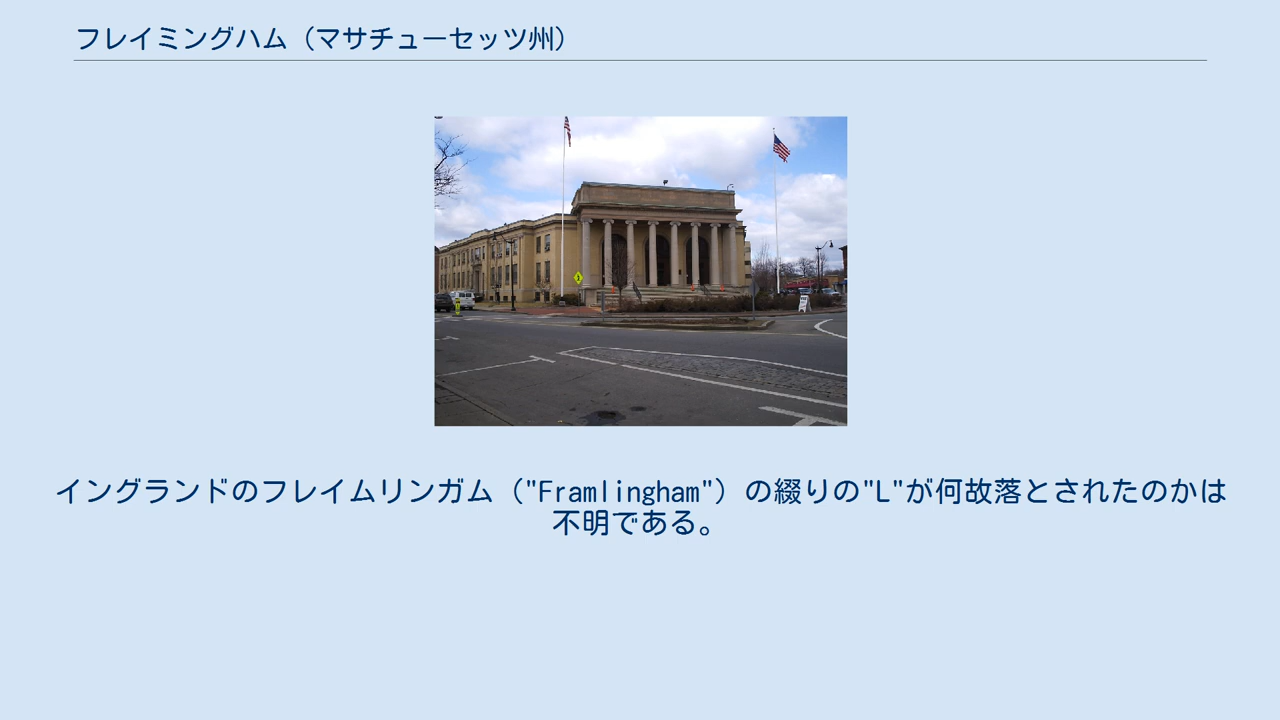 フレイミングハム（マサチューセッツ州）
イングランドのフレイムリンガム（"Framlingham"）の綴りの"L"が何故落とされたのかは
不明である。